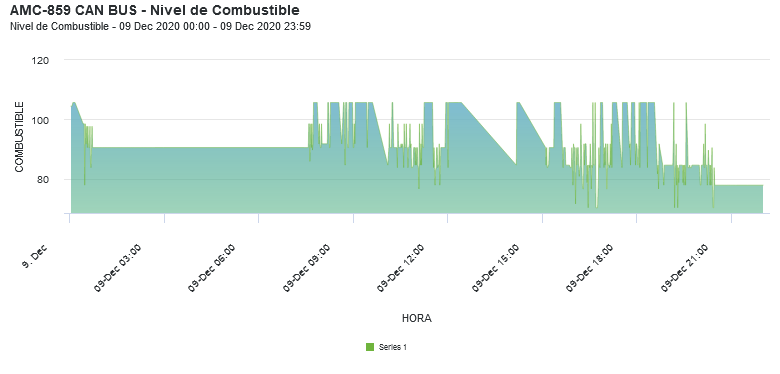 AMC-859 CAN BUS - Nivel de Combustible
Nivel de Combustible - 09 Dec 2020 00:00 - 09 Dec 2020 23:59
120
100
80
COMBUSTIBLE
9. Dec
09-Dec 03:00
09-Dec 06:00
09-Dec 09:00
09-Dec 12:00
09-Dec 15:00
09-Dec 18:00
09-Dec 21:00
HORA
Series 1